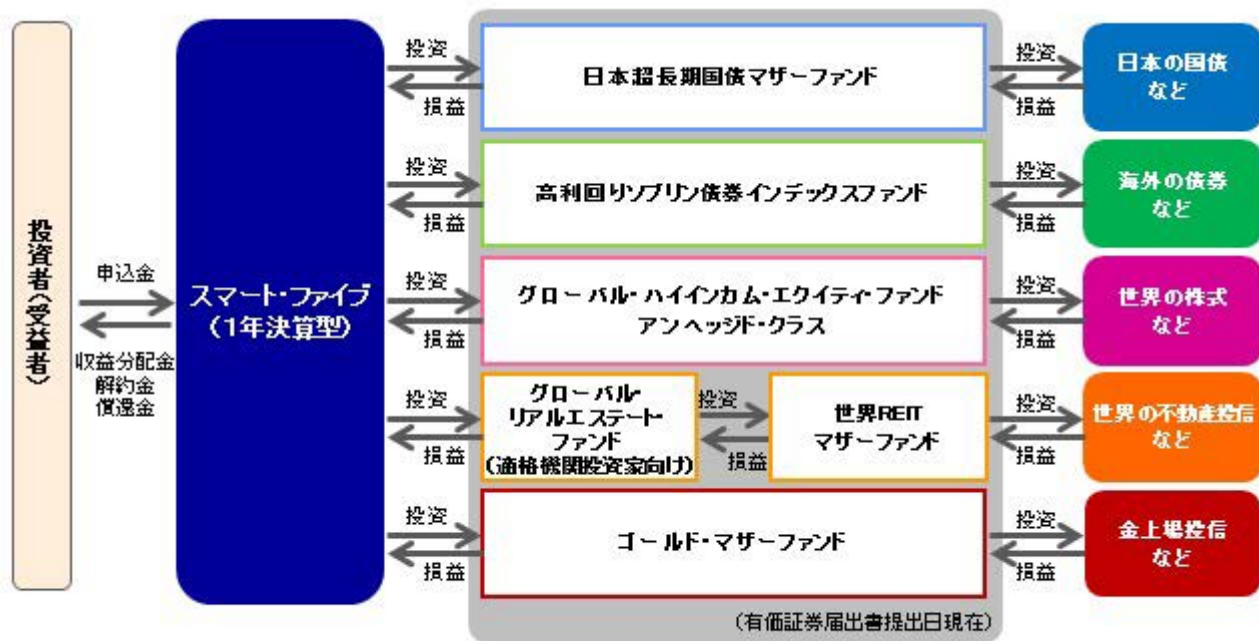 投資者（受益者）
申込金
収益分配金
解約金
償還金
スマート・ファイブ
（1年決算型）
投資
損益
日本超長期国債マザーファンド
投資
損益
日本の国債
など
投資
損益
高利回りソブリン債券インデックスファンド
投資
損益
海外の債券
など
投資
損益
グローバル・ハイインカム・エクイティ・ファンド
アンヘッジド・クラス
投資
損益
世界の株式
など
投資
損益
グローバル・
リアルエステート・
ファンド
（適格機関投資家向け）
投資
損益
世界REIT
マザーファンド
投資
損益
世界の不動産投信
など
投資
損益
ゴールド・マザーファンド
投資
損益
金上場投信
など
（有価証券届出書提出日現在）